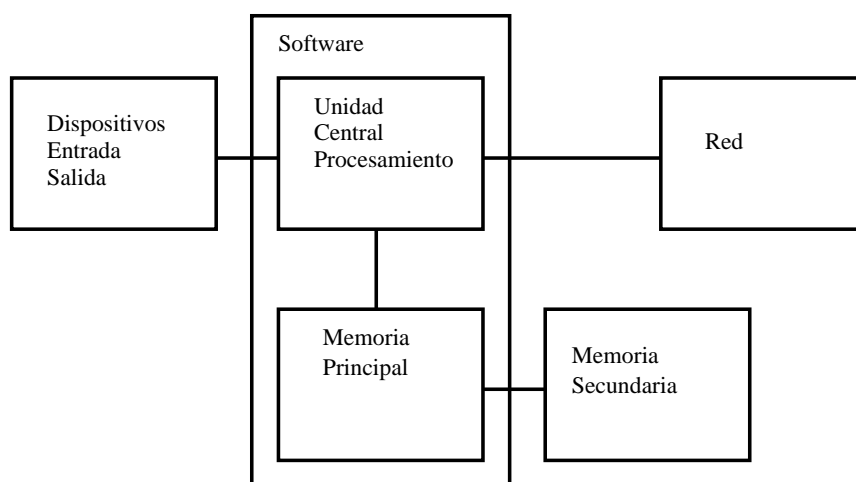 Software
Dispositivos
Entrada
Salida
Unidad
Central
Procesamiento
Red
Memoria
Principal
Memoria
Secundaria